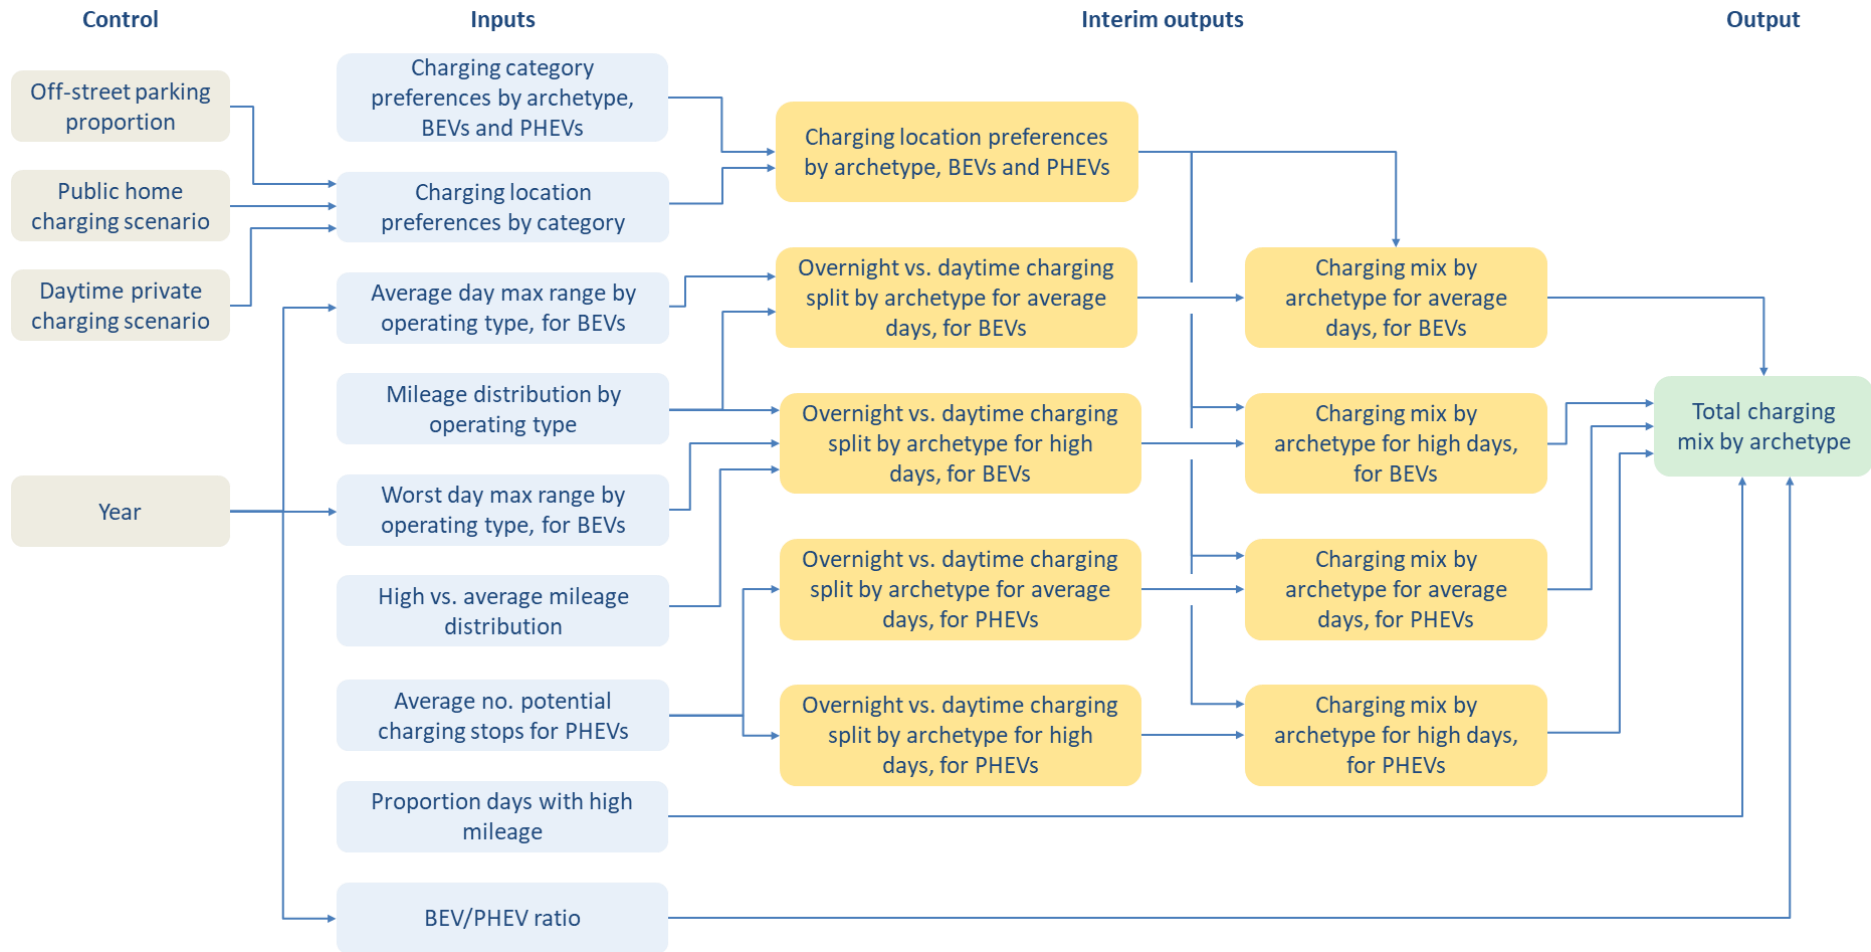 Control
Inputs
Interim outputs
Output
Off-street parking
proportion
Public home
charging scenario
Daytime private
charging scenario
Year
Charging category
preferences by archetype,
BEVs and PHEVs
Charging location
preferences by category
Average day max range by
operating type, for BEVs
Mileage distribution by
operating type
Worst day max range by
operating type, for BEVs
High vs. average mileage
distribution
Average no. potential
charging stops for PHEVs
Proportion days with high
mileage
BEV/PHEV ratio
Charging location preferences
by archetype, BEVs and PHEVs
Overnight vs. daytime charging
split by archetype for average
days, for BEVs
Overnight vs. daytime charging
split by archetype for high
days, for BEVs
Overnight vs. daytime charging
split by archetype for average
days, for PHEVs
Overnight vs. daytime charging
split by archetype for high
days, for PHEVs
Charging mix by
archetype for average
days, for BEVs
Charging mix by
archetype for high days,
for BEVs
Charging mix by
archetype for average
days, for PHEVs
Charging mix by
archetype for high days,
for PHEVs
Total charging
mix by archetype